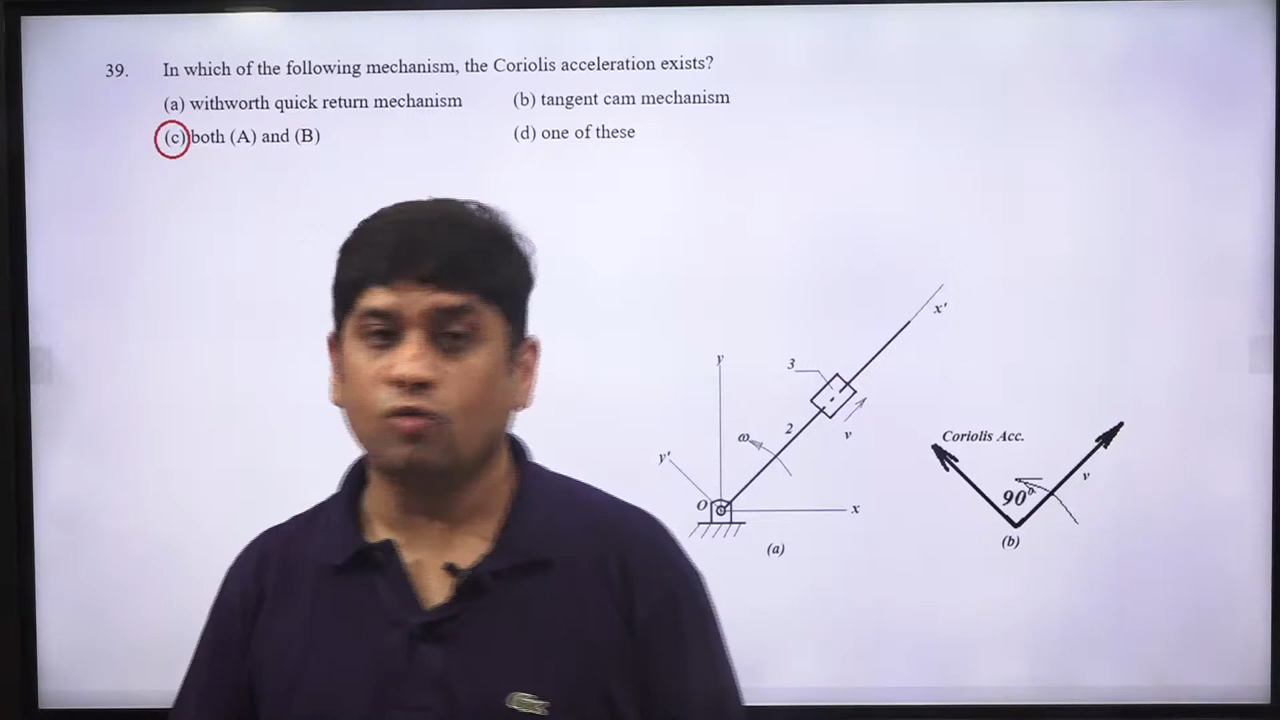 39. In which of the following mechanism, the Coriolis acceleration exists?
(a) withworth quick return mechanism (b) tangent cam mechanism
(c) both (A) and (B) (d) one of these
x'
y
3
2
v
ω
y'
O
x
(a)
Coriolis Acc.
v
90°
(b)